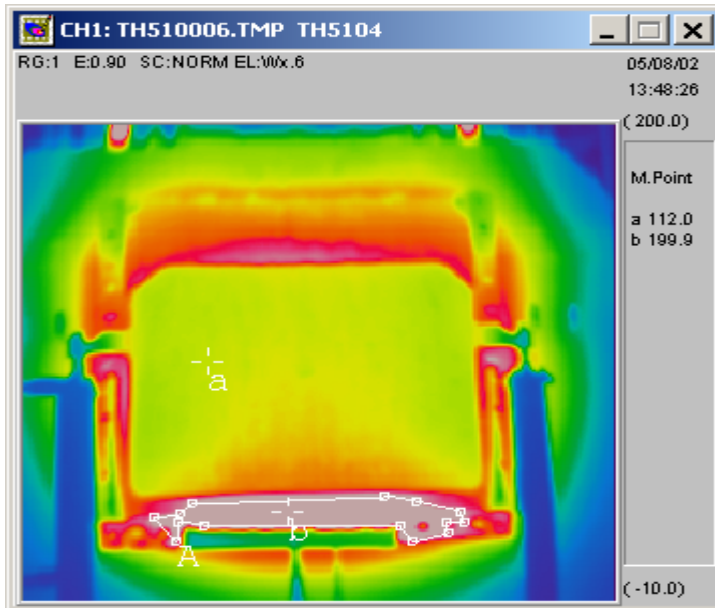 CH1: TH510006.TMP TH5104
RG:1 E:0.90 SC:NORM EL:Wx.6
05/08/02
13:48:26
( 200.0)
M.Point
a 112.0
b 199.9
a
b
A
( -10.0)